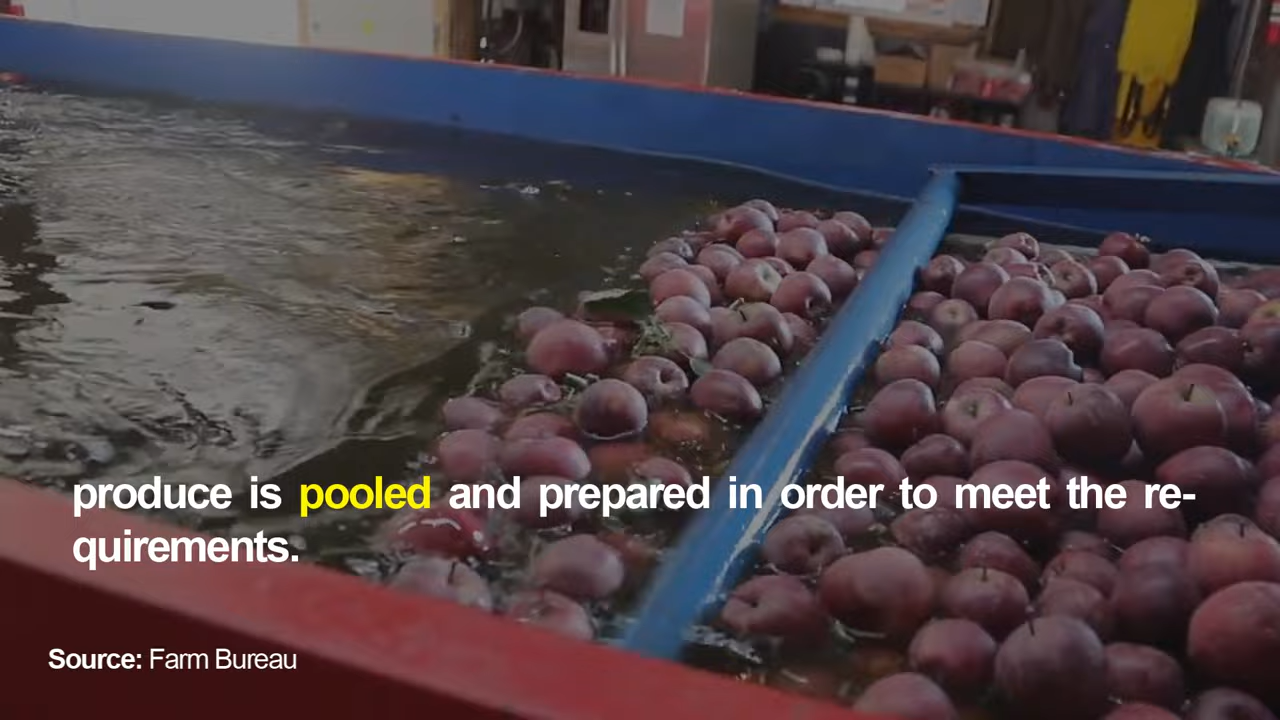 produce is pooled and prepared in order to meet the re-
quirements.
Source: Farm Bureau